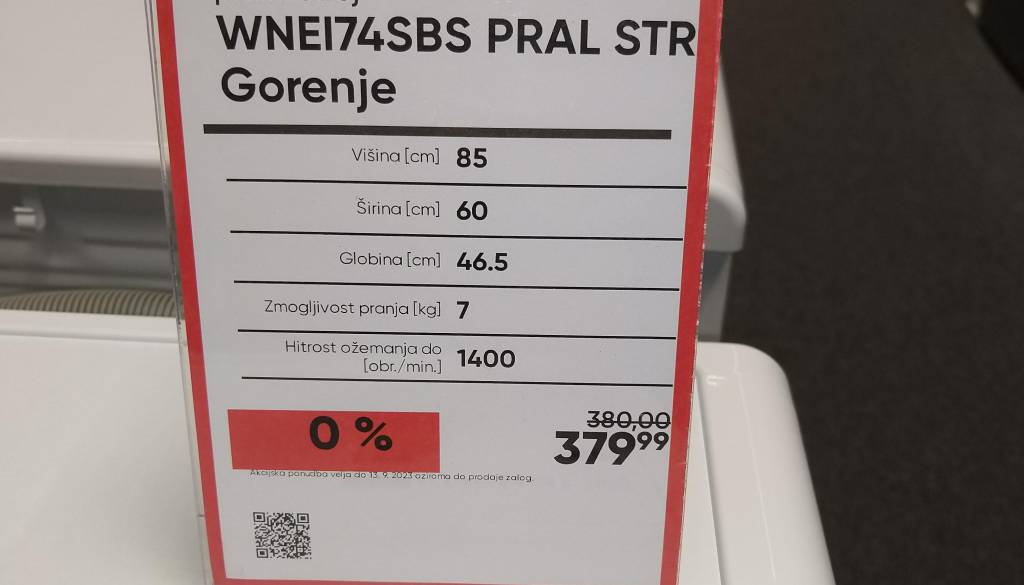 WNEI74SBS PRAL STR
Gorenje
Višina [cm] 85
Širina [cm] 60
Globina [cm] 46.5
Zmogljivost pranja [kg] 7
Hitrost ožemanja do
[obr./min.] 1400
0 %
380,00
379⁹⁹
Akcijska ponudba velja do 13. 9. 2023 oziroma do prodaje zalog.